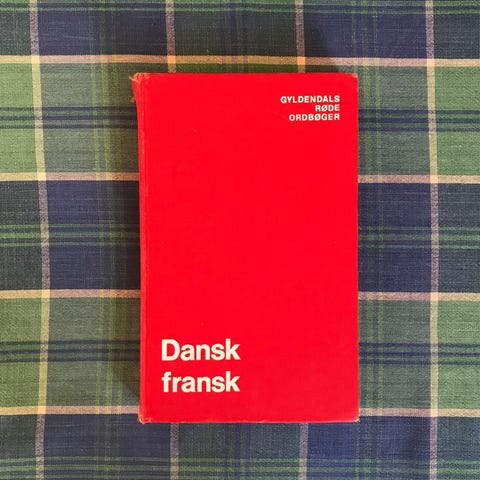 GYLDENDALS
RØDE
ORDBØGER
Dansk
fransk